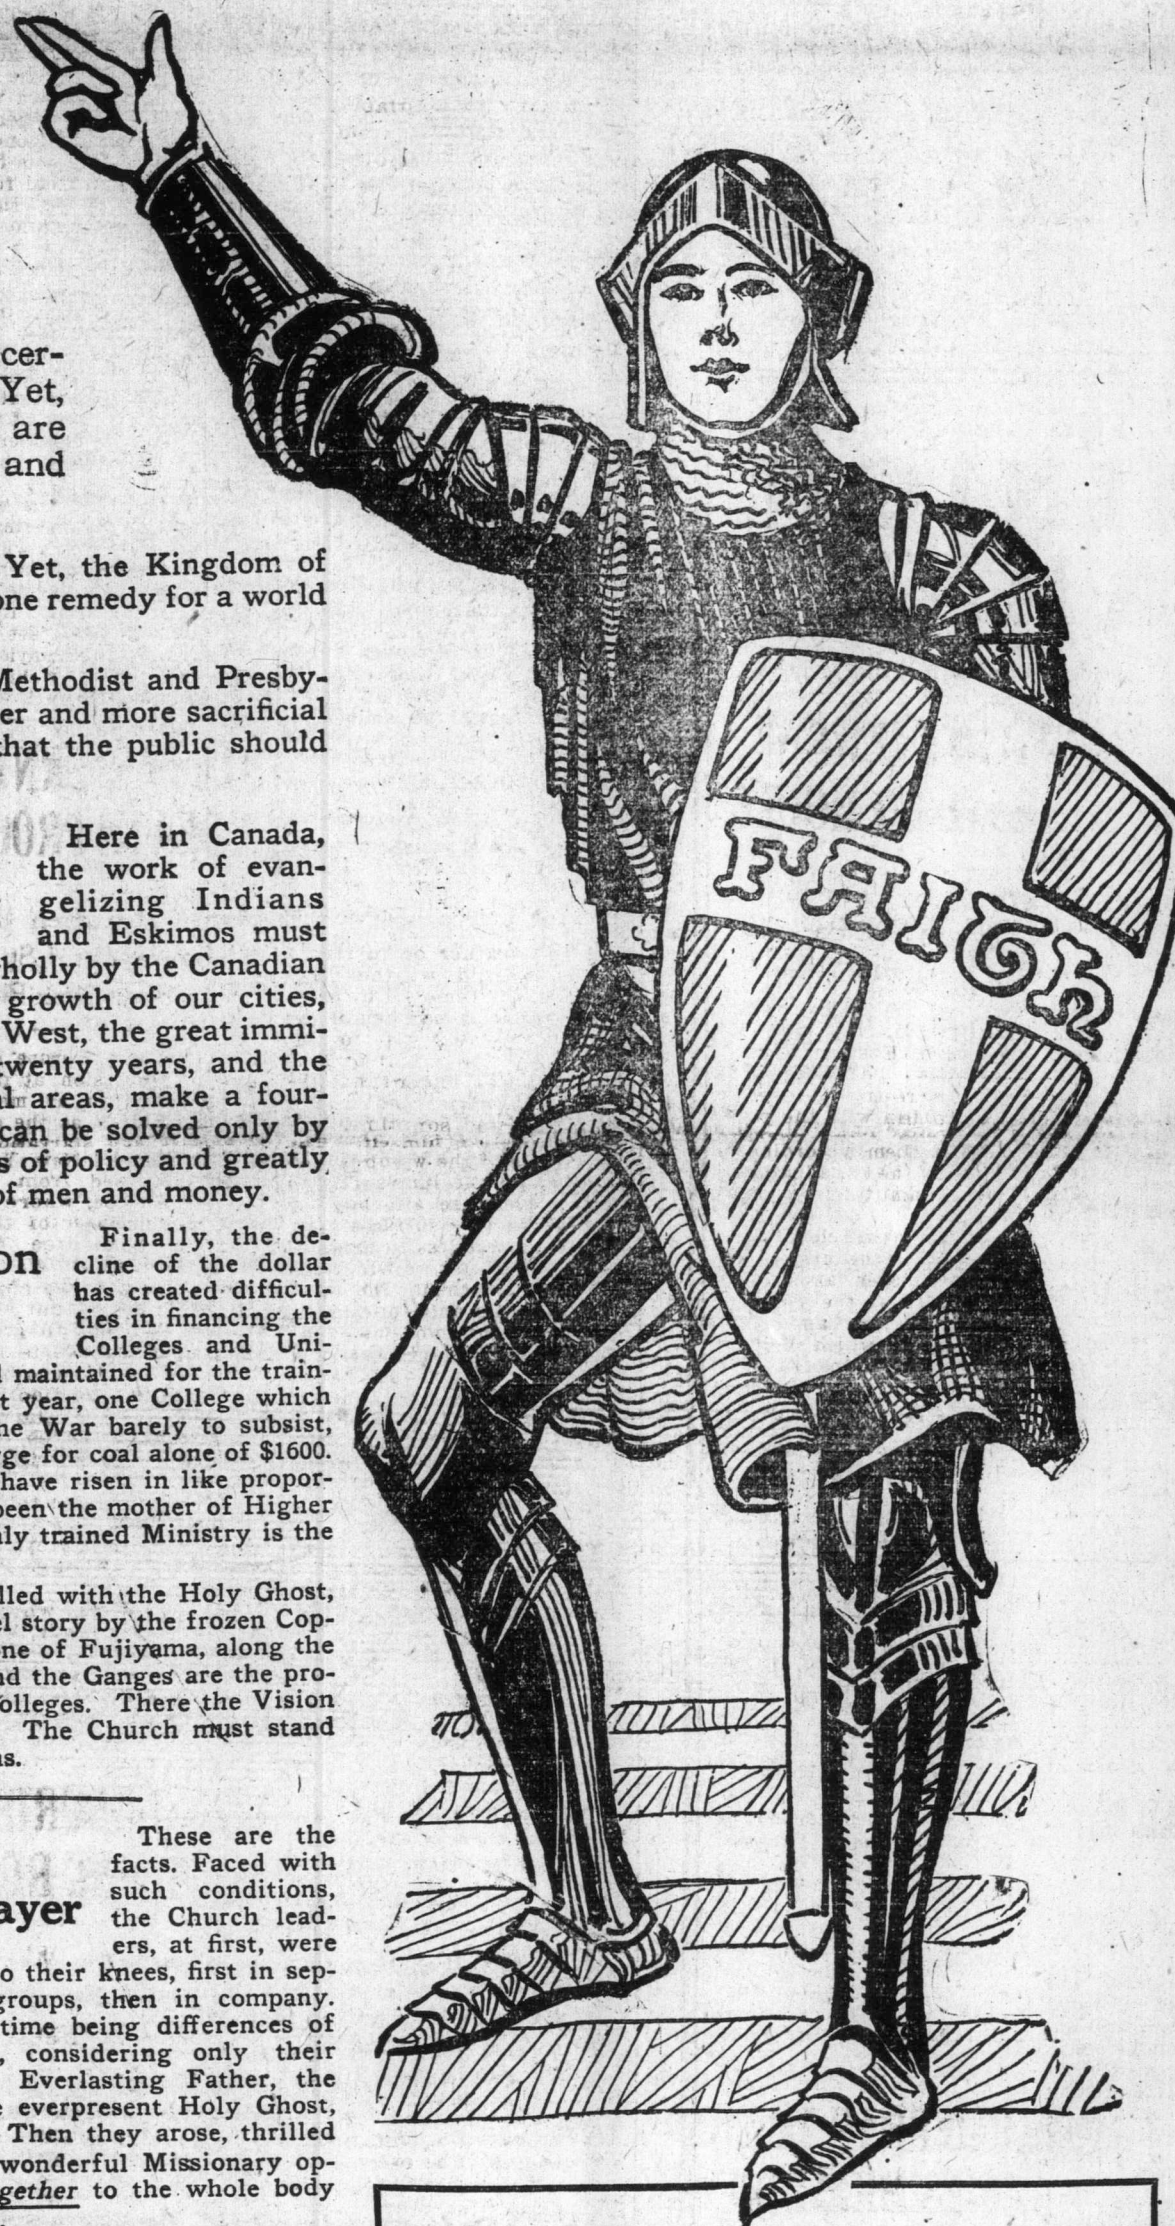 cer-
Yet,
are
and
Yet, the Kingdom of
one remedy for a world
Methodist and Presby-
er and more sacrificial
that the public should
Here in Canada,
the work of evan-
gelizing Indians
and Eskimos must
holly by the Canadian
growth of our cities,
West, the great immi-
twenty years, and the
l areas, make a four-
can be solved only by
s of policy and greatly
of men and money.
Finally, the de-
on cline of the dollar
has created difficul-
ties in financing the
Colleges and Uni-
maintained for the train-
t year, one College which
he War barely to subsist,
rge for coal alone of $1600.
have risen in like propor-
been the mother of Higher
ly trained Ministry is the
lled with the Holy Ghost,
el story by the frozen Cop-
ne of Fujiyama, along the
nd the Ganges are the pro-
olleges. There the Vision
The Church must stand
s.
These are the
facts. Faced with
such conditions,
ayer the Church lead-
ers, at first, were
o their knees, first in sep-
groups, then in company.
time being differences of
, considering only their
Everlasting Father, the
e everpresent Holy Ghost,
Then they arose, thrilled
wonderful Missionary op-
gether to the whole body
FAITH